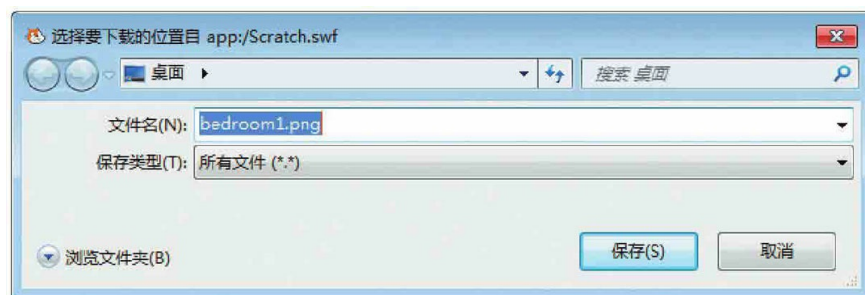 选择要下载的位置目 app:/Scratch.swf
桌面
搜索 桌面
文件名(N): bedroom1.png
保存类型(T): 所有文件 (*.*)
浏览文件夹(B) 保存(S) 取消